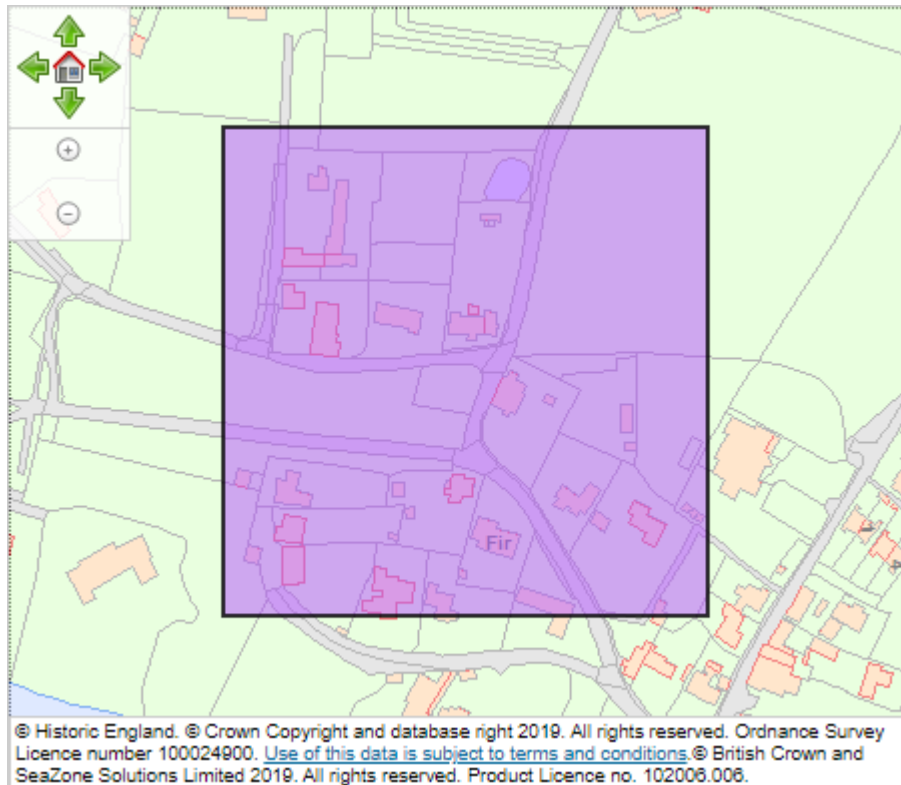 Fir
© Historic England. © Crown Copyright and database right 2019. All rights reserved. Ordnance Survey
Licence number 100024900. Use of this data is subject to terms and conditions.© British Crown and
SeaZone Solutions Limited 2019. All rights reserved. Product Licence no. 102006.006.